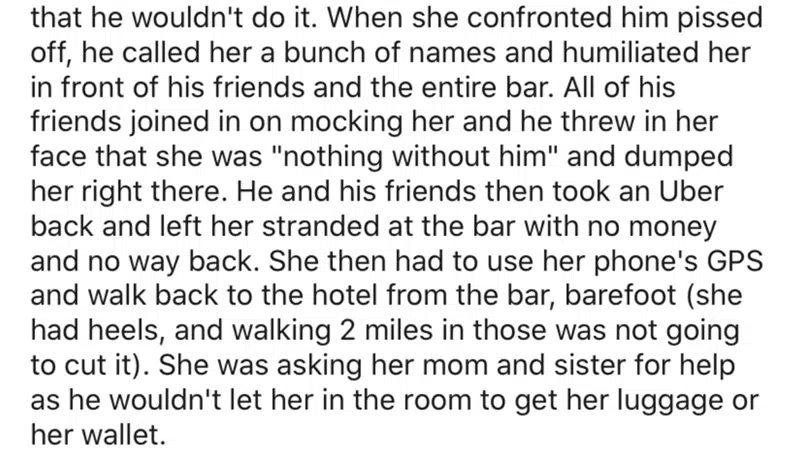 that he wouldn't do it. When she confronted him pissed
off, he called her a bunch of names and humiliated her
in front of his friends and the entire bar. All of his
friends joined in on mocking her and he threw in her
face that she was "nothing without him" and dumped
her right there. He and his friends then took an Uber
back and left her stranded at the bar with no money
and no way back. She then had to use her phone's GPS
and walk back to the hotel from the bar, barefoot (she
had heels, and walking 2 miles in those was not going
to cut it). She was asking her mom and sister for help
as he wouldn't let her in the room to get her luggage or
her wallet.